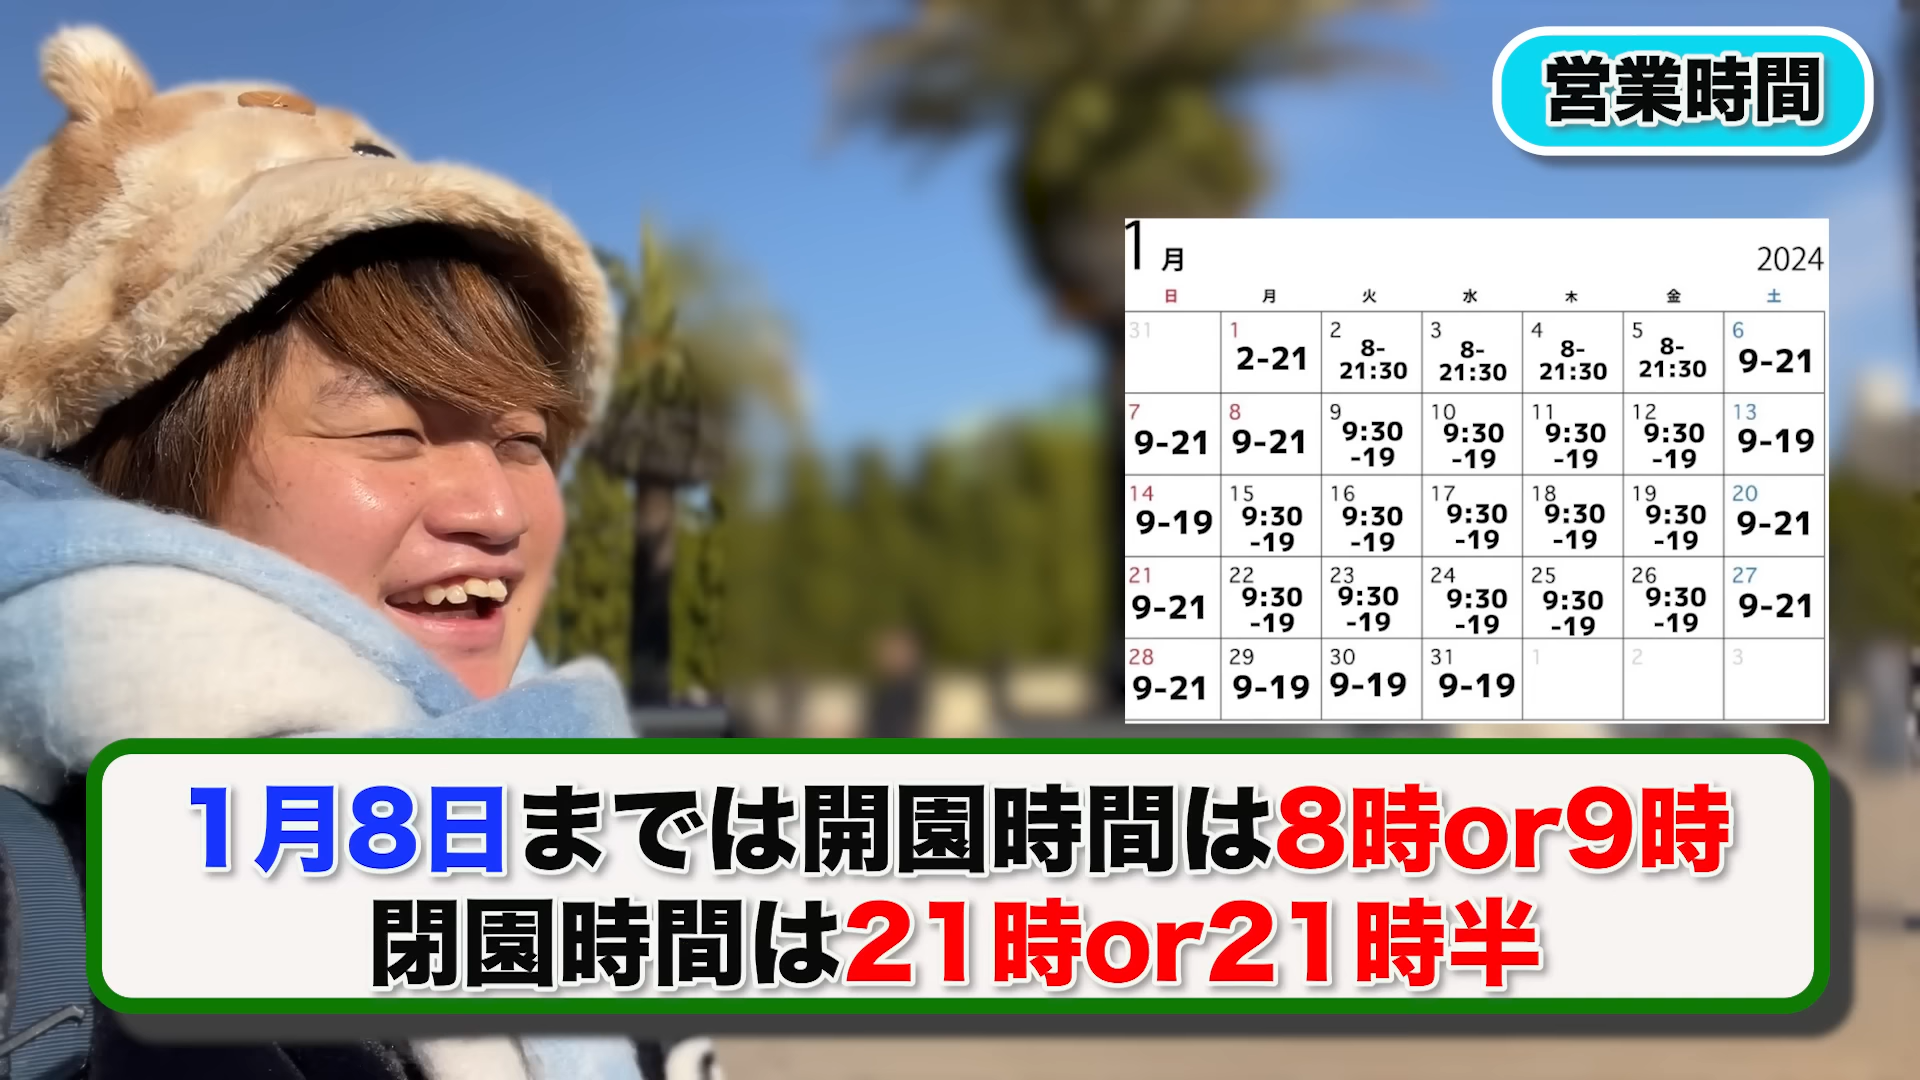 営業時間
1月 2024
日 月 火 水 木 金 土
31 1 2 3 4 5 6
2-21 8-21:30 8-21:30 8-21:30 8-21:30 9-21
7 8 9 10 11 12 13
9-21 9-21 9:30-19 9:30-19 9:30-19 9:30-19 9-19
14 15 16 17 18 19 20
9-19 9:30-19 9:30-19 9:30-19 9:30-19 9:30-19 9-21
21 22 23 24 25 26 27
9-21 9:30-19 9:30-19 9:30-19 9:30-19 9:30-19 9-21
28 29 30 31 1 2 3
9-21 9-19 9-19 9-19
1月8日までは開園時間は8時or9時
閉園時間は21時or21時半